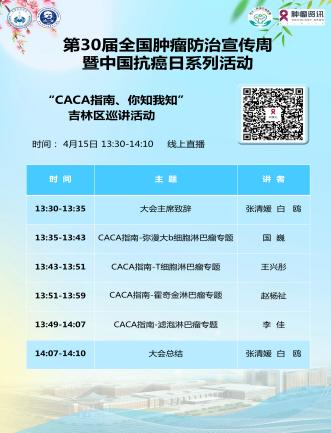 肿瘤资讯
第30届全国肿瘤防治宣传周
暨中国抗癌日系列活动
“CACA指南、你知我知”
吉林区巡讲活动
时间： 4月15日 13:30-14:10 线上直播
时 间 主 题 讲 者
13:30-13:35 大会主席致辞 张清媛 白 鸥
13:35-13:43 CACA指南-弥漫大b细胞淋巴瘤专题 国 巍
13:43-13:51 CACA指南-T细胞淋巴瘤专题 王兴彤
13:51-13:59 CACA指南-霍奇金淋巴瘤专题 赵杨祉
13:49-14:07 CACA指南-滤泡淋巴瘤专题 李 佳
14:07-14:10 大会总结 张清媛 白 鸥